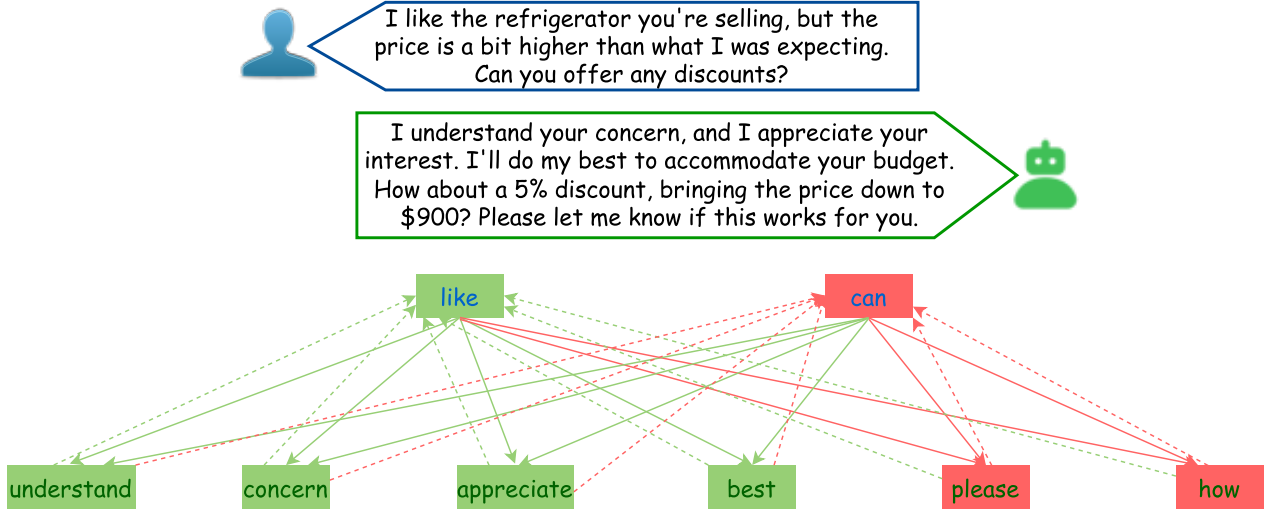 I like the refrigerator you're selling, but the
price is a bit higher than what I was expecting.
Can you offer any discounts?
I understand your concern, and I appreciate your
interest. I'll do my best to accommodate your budget.
How about a 5% discount, bringing the price down to
$900? Please let me know if this works for you.
like
can
understand
concern
appreciate
best
please
how